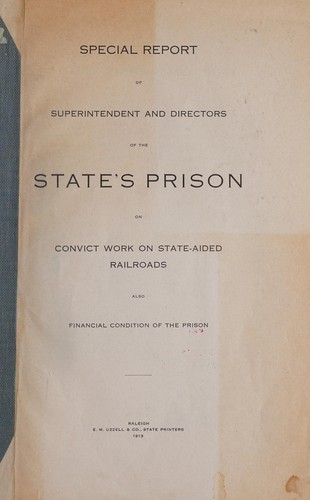 SPECIAL REPORT
OF
SUPERINTENDENT AND DIRECTORS
OF THE
STATE'S PRISON
ON
CONVICT WORK ON STATE-AIDED
RAILROADS
ALSO
FINANCIAL CONDITION OF THE PRISON
RALEIGH
E. M. UZZELL & CO., STATE PRINTERS
1913